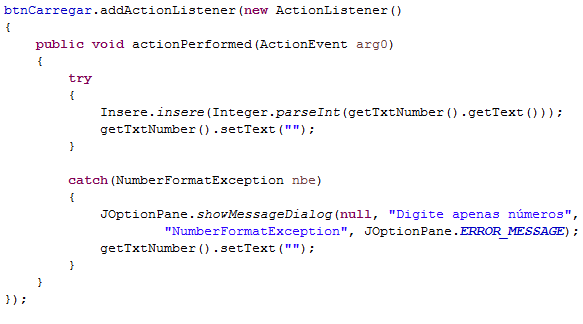 btnCarregar.addActionListener(new ActionListener()
{
    public void actionPerformed(ActionEvent arg0)
    {
        try
        {
            Insere.insere(Integer.parseInt(getTxtNumber().getText()));
            getTxtNumber().setText("");
        }

        catch(NumberFormatException nbe)
        {
            JOptionPane.showMessageDialog(null, "Digite apenas números",
                    "NumberFormatException", JOptionPane.ERROR_MESSAGE);
            getTxtNumber().setText("");
        }
    }
});